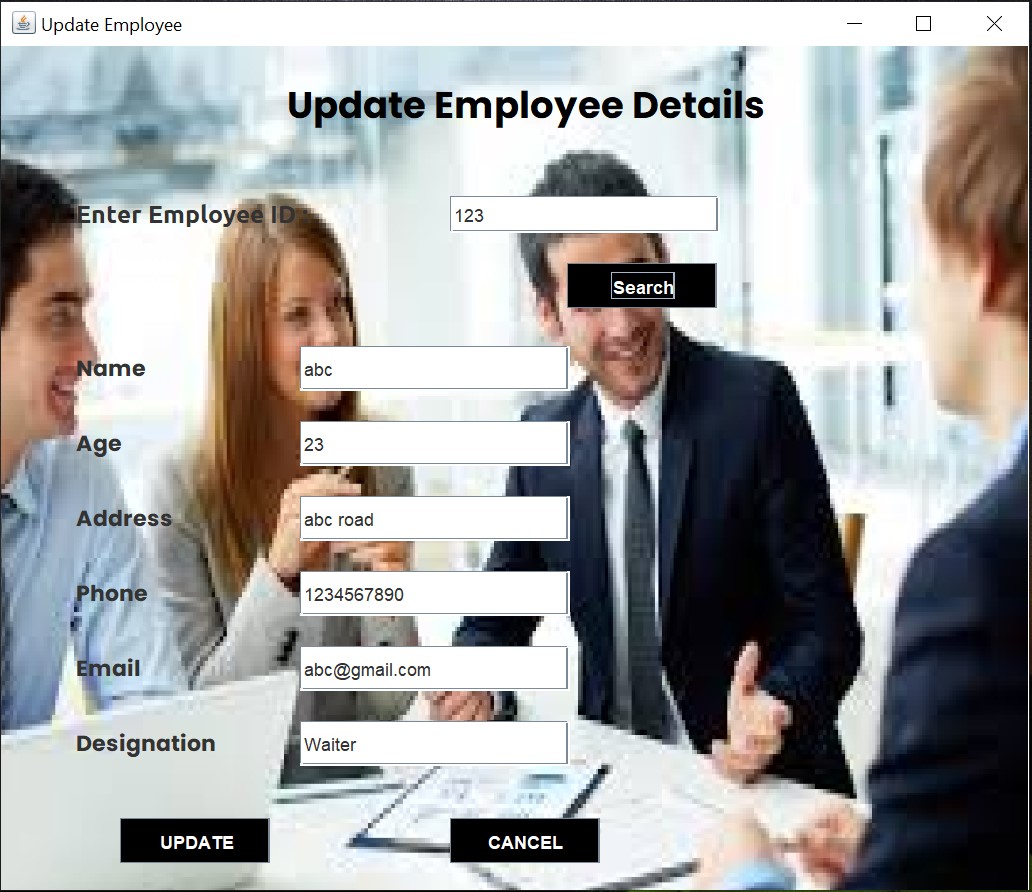 Update Employee
Update Employee Details
Enter Employee ID :
123
Search
Name
abc
Age
23
Address
abc road
Phone
1234567890
Email
abc@gmail.com
Designation
Waiter
UPDATE
CANCEL